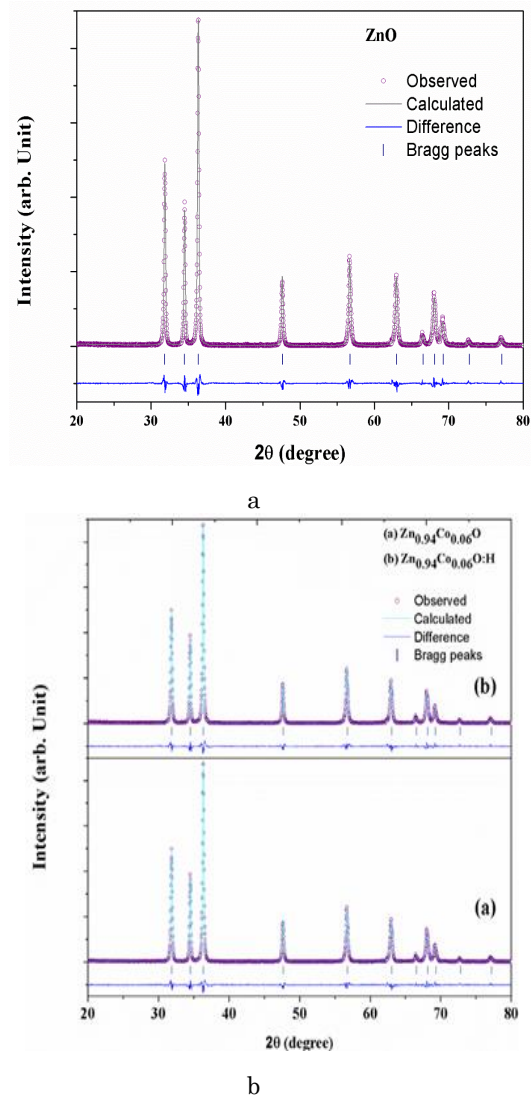 ZnO
Observed
Calculated
Difference
Bragg peaks
Intensity (arb. Unit)
20 30 40 50 60 70 80
2θ (degree)
a
(a) Zn0.94Co0.06O
(b) Zn0.94Co0.06O:H
Observed
Calculated
Difference
Bragg peaks
(b)
(a)
Intensity (arb. Unit)
20 30 40 50 60 70 80
2θ (degree)
b